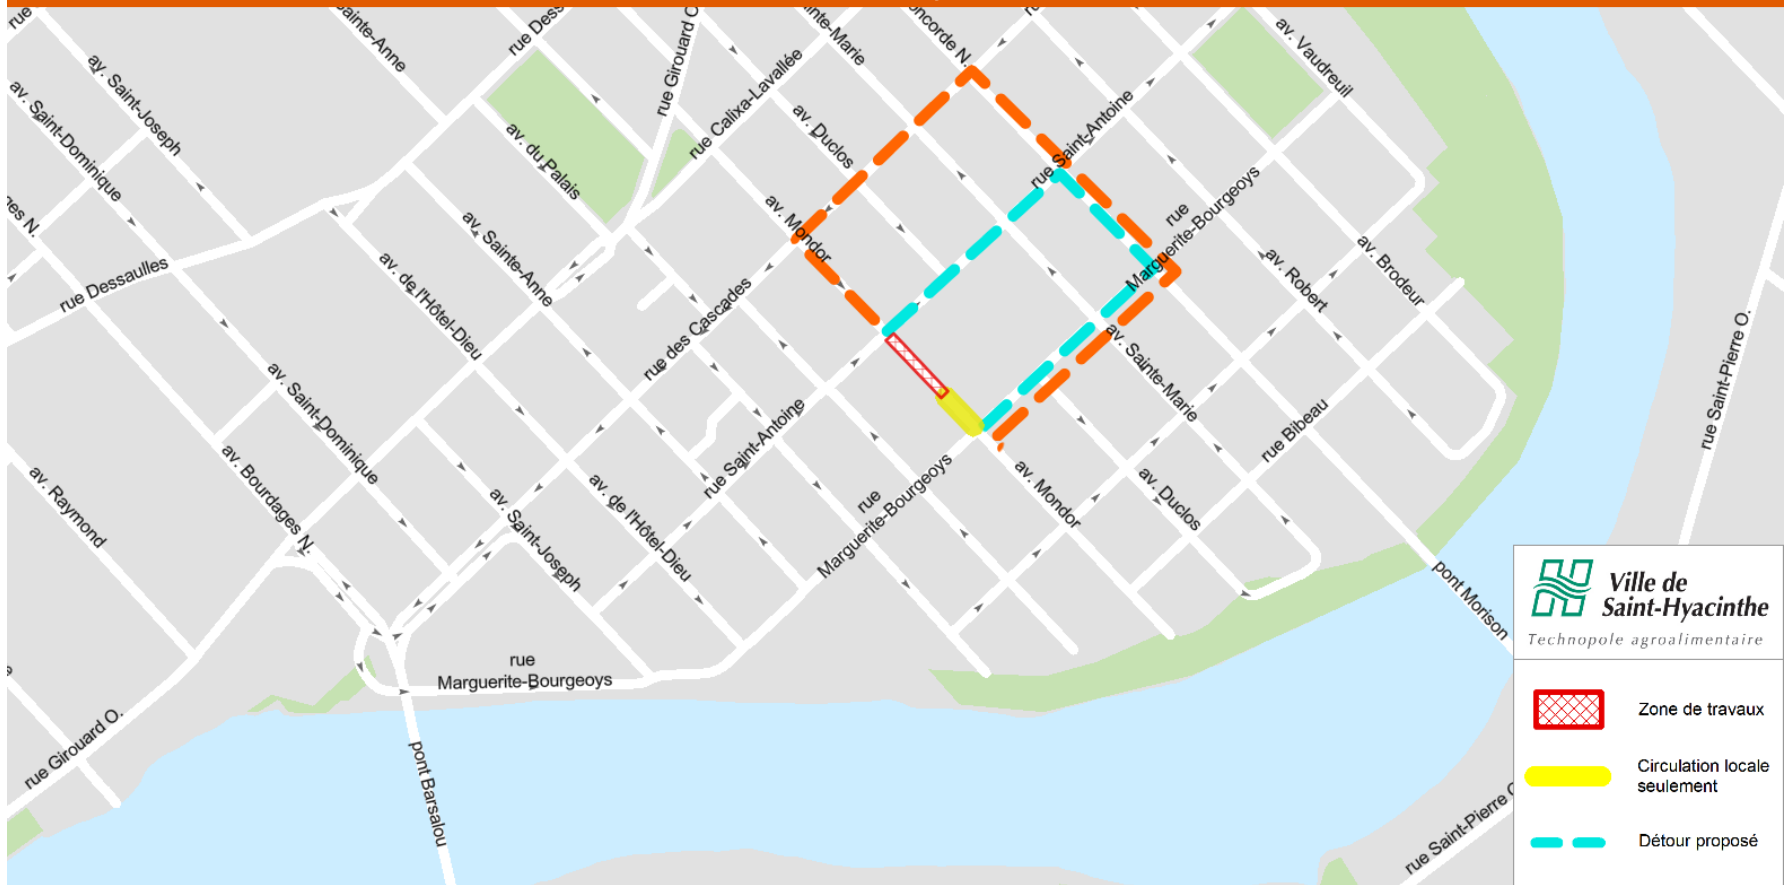 rue
av. Saint-Joseph
av. Saint-Dominique
Sainte-Anne
rue Dess
rue Girouard O.
rue Calixa-Lavallée
av. du Palais
av. Duclos
av. Mondor
av. Vaudreuil
rue Saint-Antoine
rue
Marguerite-Bourgeoys
av. Robert
av. Brodeur
rue Dessaulles
av. Sainte-Anne
av. de l'Hôtel-Dieu
rue des Cascades
av. Sainte-Marie
rue Saint-Pierre O.
av. Saint-Dominique
av. Bourdages N.
av. Raymond
av. Saint-Joseph
av. de l'Hôtel-Dieu
rue Saint-Antoine
rue
Marguerite-Bourgeoys
av. Mondor
av. Duclos
rue Bibeau
pont Morison
rue
Marguerite-Bourgeoys
rue Girouard O.
pont Barsalou
rue Saint-Pierre O
Ville de
Saint-Hyacinthe
Technopole agroalimentaire
Zone de travaux
Circulation locale
seulement
Détour proposé